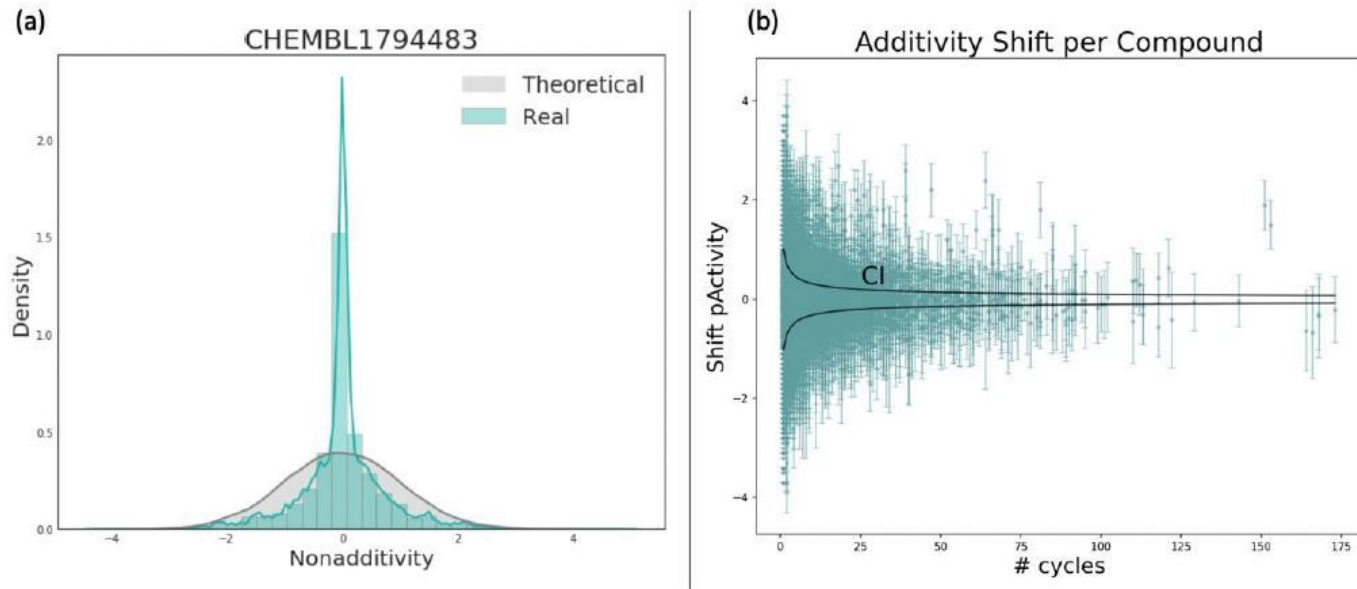 (a)
CHEMBL1794483
Theoretical
Real
2.0
1.5
1.0
0.5
0.0
Density
−4 −2 0 2 4
Nonadditivity
(b)
Additivity Shift per Compound
4
2
0
−2
−4
Shift pActivity
CI
0 25 50 75 100 125 150 175
# cycles